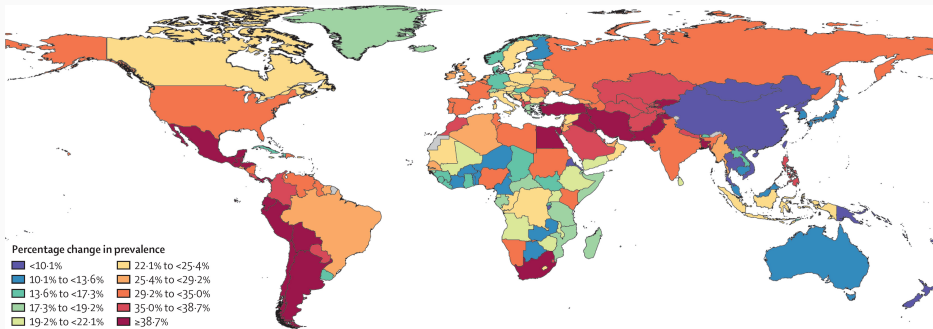 Percentage change in prevalence
<10·1%
10·1% to <13·6%
13·6% to <17·3%
17·3% to <19·2%
19·2% to <22·1%
22·1% to <25·4%
25·4% to <29·2%
29·2% to <35·0%
35·0% to <38·7%
≥38·7%